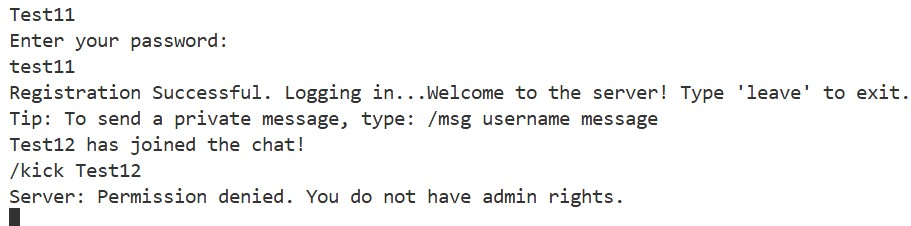 Test11
Enter your password:
test11
Registration Successful. Logging in...Welcome to the server! Type 'leave' to exit.
Tip: To send a private message, type: /msg username message
Test12 has joined the chat!
/kick Test12
Server: Permission denied. You do not have admin rights.